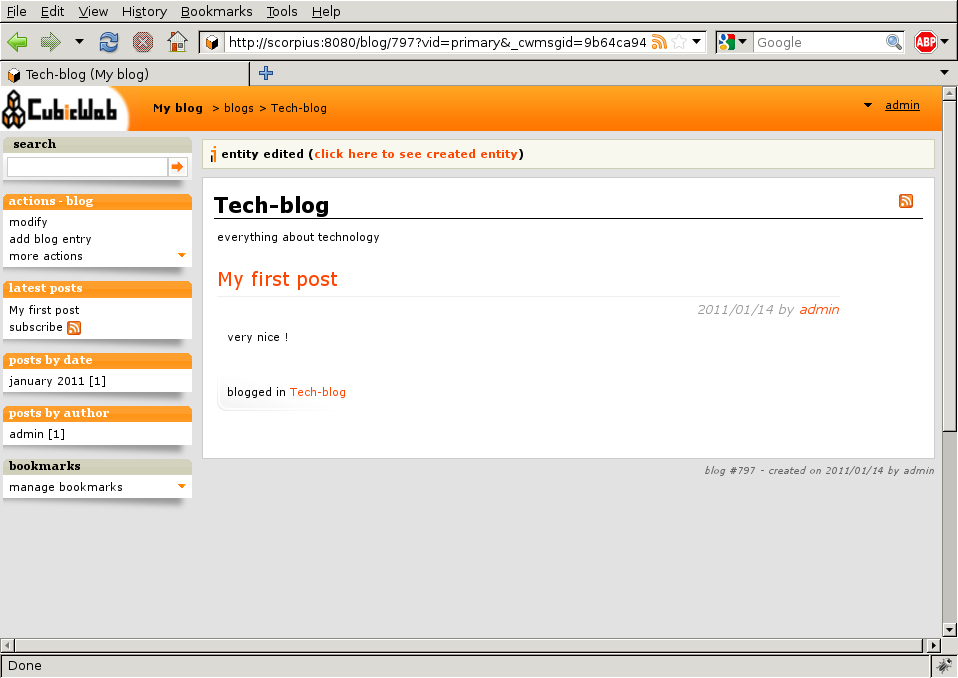 File Edit View History Bookmarks Tools Help
http://scorpius:8080/blog/797?vid=primary&_cwmsgid=9b64ca94
Google
ABP
Tech-blog (My blog)
CubicWeb
My blog > blogs > Tech-blog
admin
search
actions - blog
modify
add blog entry
more actions
latest posts
My first post
subscribe
posts by date
january 2011 [1]
posts by author
admin [1]
bookmarks
manage bookmarks
entity edited (click here to see created entity)
Tech-blog
everything about technology
My first post
2011/01/14 by admin
very nice !
blogged in Tech-blog
blog #797 - created on 2011/01/14 by admin
Done